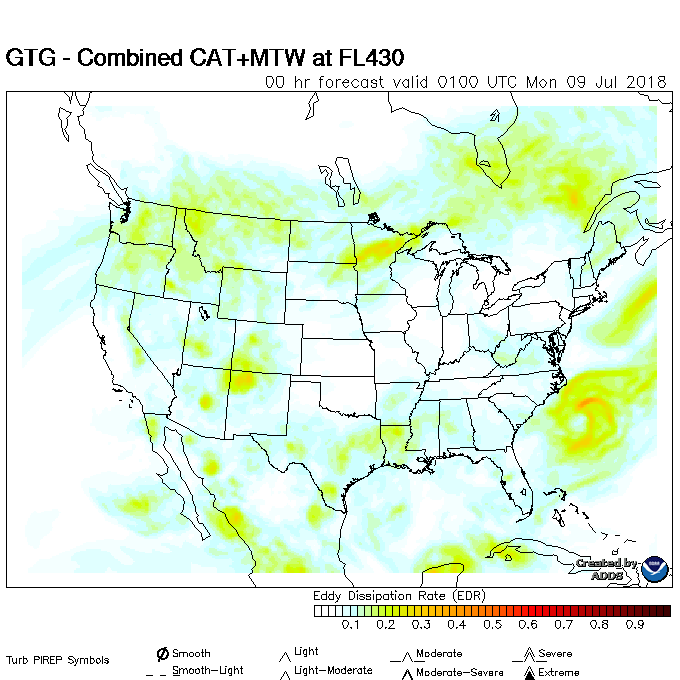 GTG - Combined CAT+MTW at FL430
00 hr forecast valid 0100 UTC Mon 09 Jul 2018
Created by
ADDS
Eddy Dissipation Rate (EDR)
0.1 0.2 0.3 0.4 0.5 0.6 0.7 0.8 0.9
Turb PIREP Symbols
Smooth Light Moderate Severe
Smooth-Light Light-Moderate Moderate-Severe Extreme